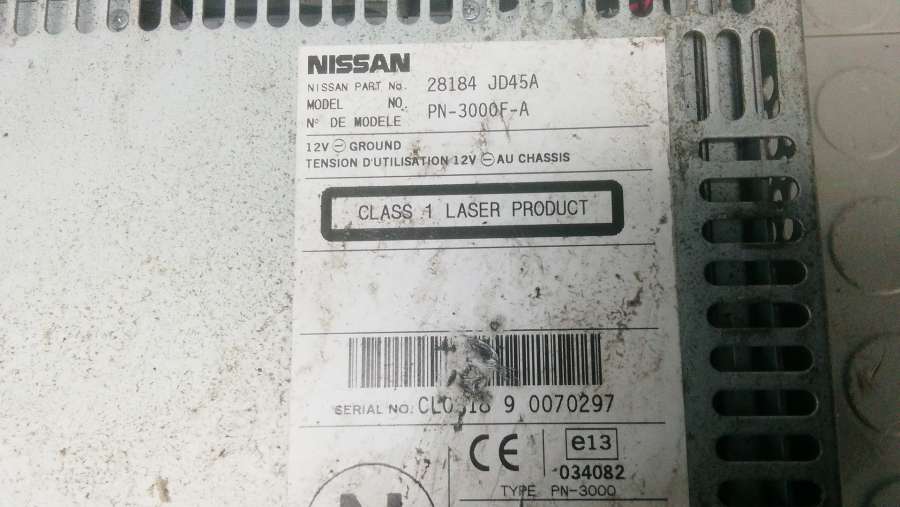 NISSAN
NISSAN PART No. 28184 JD45A
MODEL NO. PN-3000F-A
N° DE MODELE
12V ⊖ GROUND
TENSION D'UTILISATION 12V ⊖ AU CHASSIS
CLASS 1 LASER PRODUCT
SERIAL NO: 9 0070297
CE e13
034082
TYPE PN-3000
N